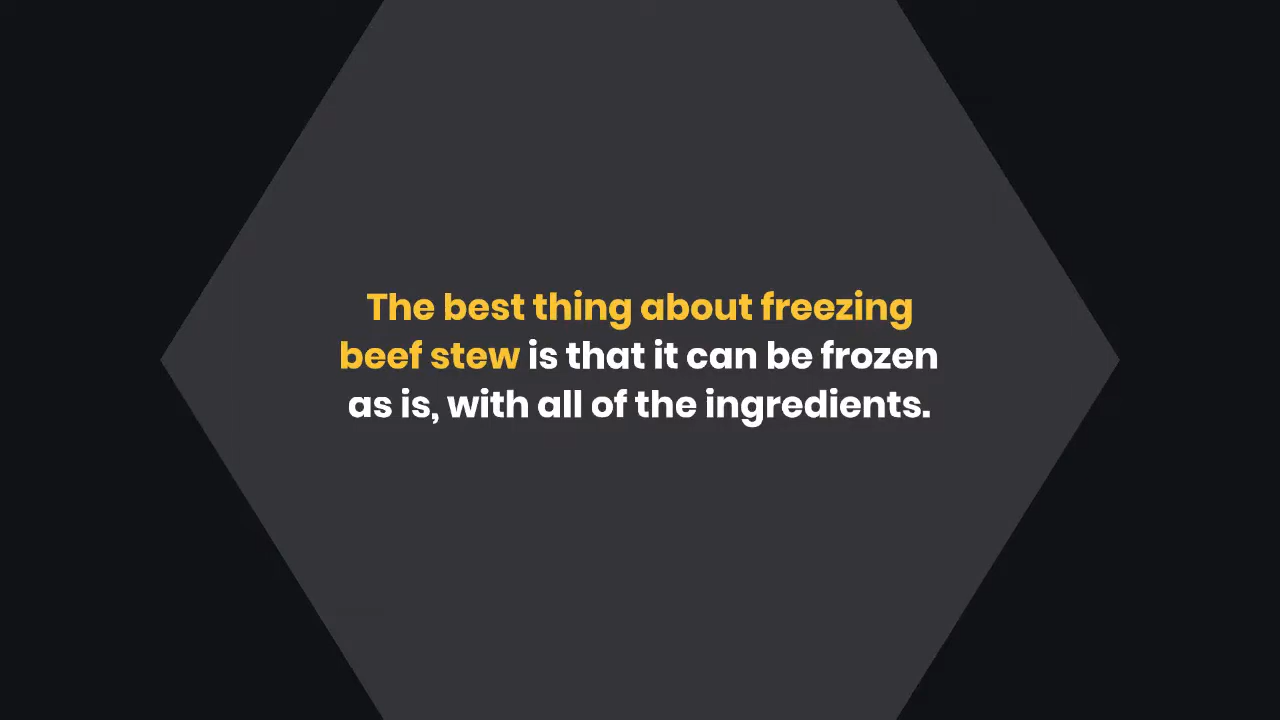 The best thing about freezing
beef stew is that it can be frozen
as is, with all of the ingredients.